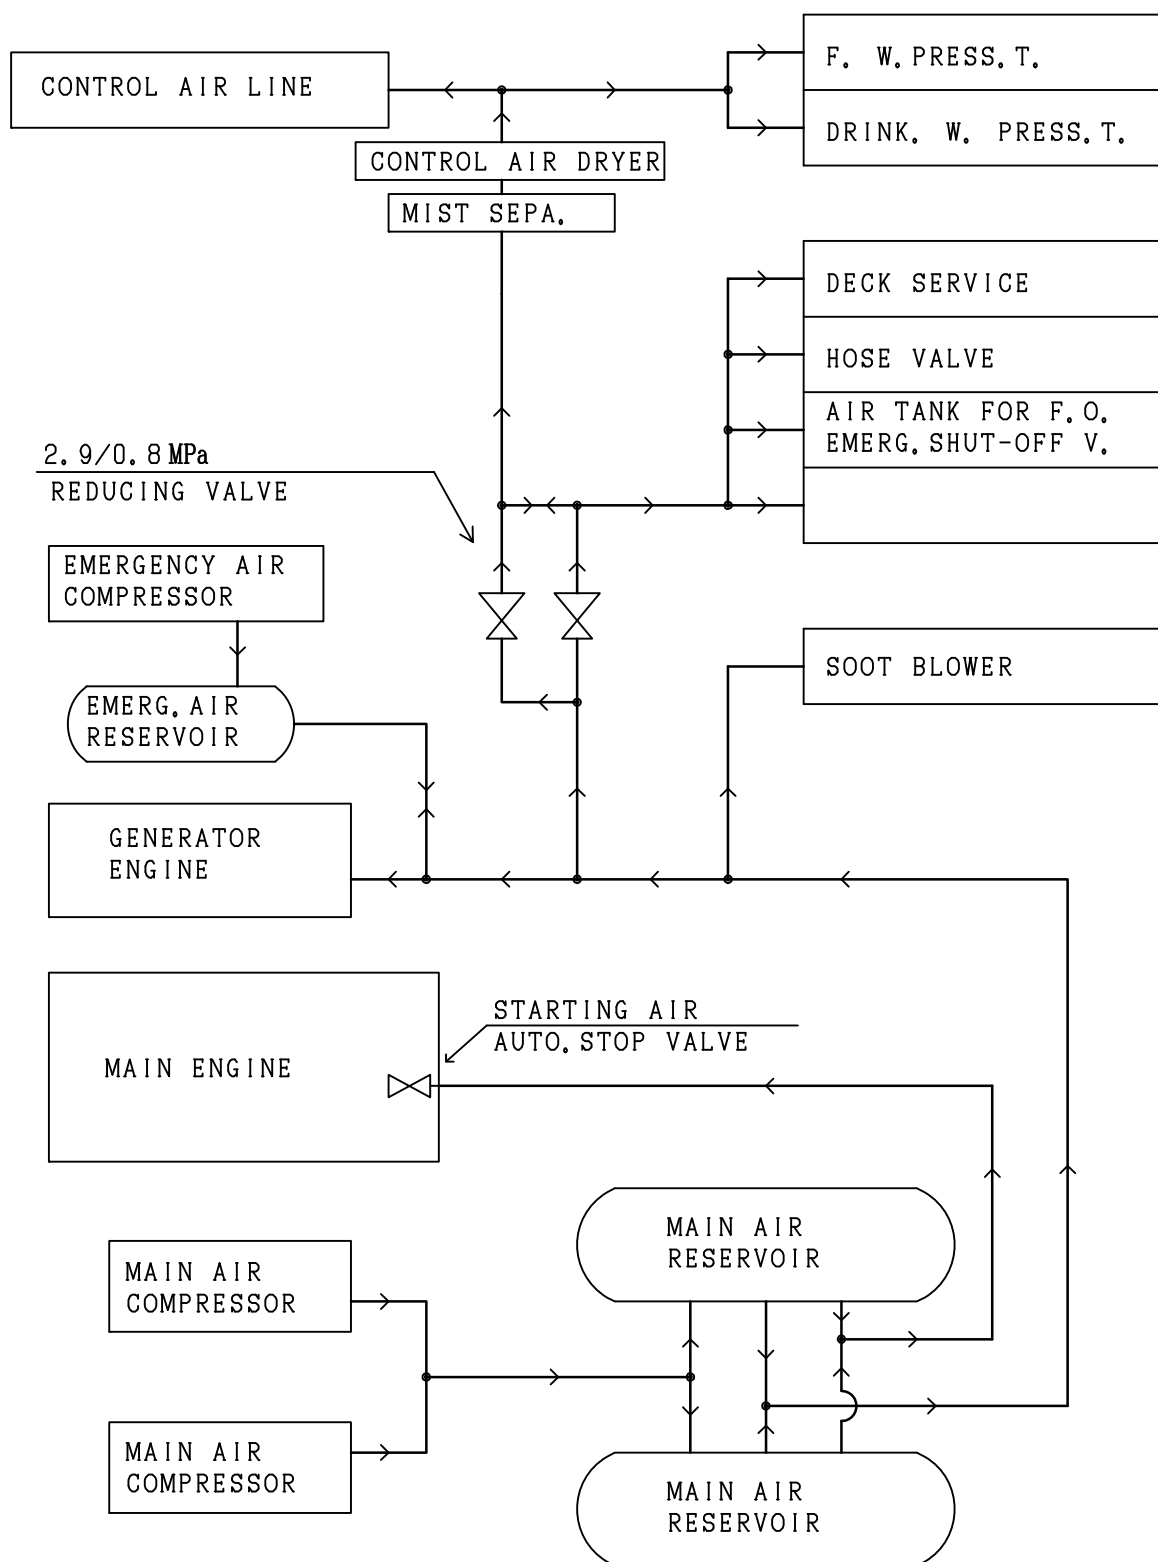 CONTROL AIR LINE
F. W. PRESS. T.
DRINK. W. PRESS. T.
CONTROL AIR DRYER
MIST SEPA.
DECK SERVICE
HOSE VALVE
AIR TANK FOR F.O.
EMERG. SHUT-OFF V.
2.9/0.8 MPa
REDUCING VALVE
EMERGENCY AIR
COMPRESSOR
EMERG. AIR
RESERVOIR
SOOT BLOWER
GENERATOR
ENGINE
STARTING AIR
AUTO. STOP VALVE
MAIN ENGINE
MAIN AIR
RESERVOIR
MAIN AIR
COMPRESSOR
MAIN AIR
COMPRESSOR
MAIN AIR
RESERVOIR